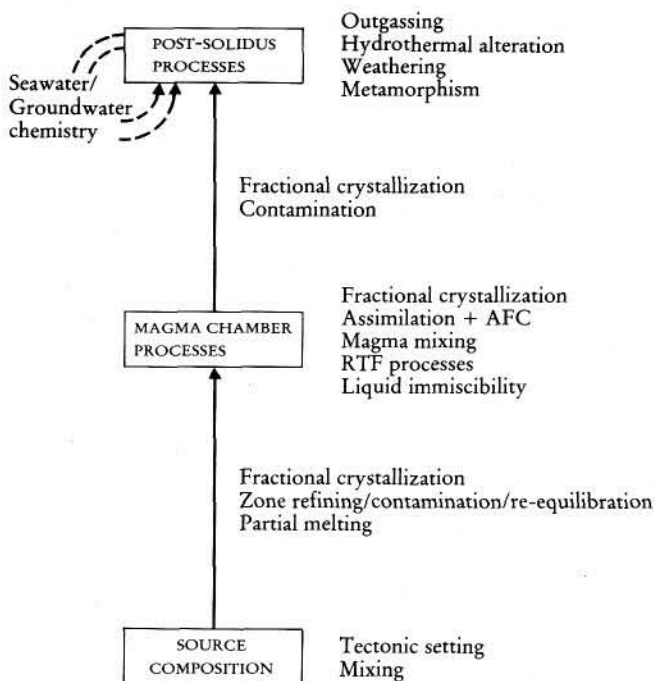 POST-SOLIDUS
PROCESSES
Outgassing
Hydrothermal alteration
Weathering
Metamorphism
Seawater/
Groundwater
chemistry
Fractional crystallization
Contamination
MAGMA CHAMBER
PROCESSES
Fractional crystallization
Assimilation + AFC
Magma mixing
RTF processes
Liquid immiscibility
Fractional crystallization
Zone refining/contamination/re-equilibration
Partial melting
SOURCE
COMPOSITION
Tectonic setting
Mixing